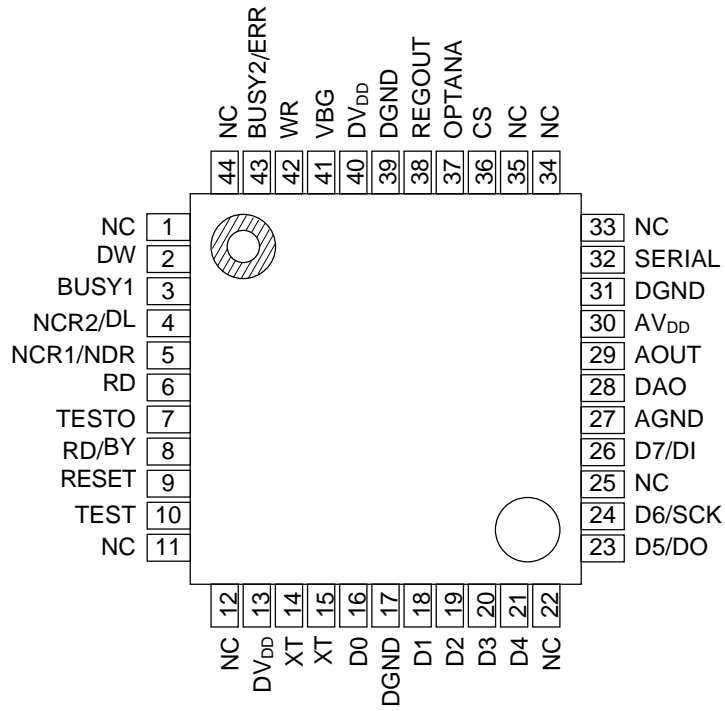 NC
BUSY2/ERR
WR
VBG
DVDD
DGND
REGOUT
OPTANA
CS
NC
NC
44
43
42
41
40
39
38
37
36
35
34
NC 1
DW 2
BUSY1 3
NCR2/DL 4
NCR1/NDR 5
RD 6
TESTO 7
RD/BY 8
RESET 9
TEST 10
NC 11
33 NC
32 SERIAL
31 DGND
30 AVDD
29 AOUT
28 DAO
27 AGND
26 D7/DI
25 NC
24 D6/SCK
23 D5/DO
12
13
14
15
16
17
18
19
20
21
22
NC
DVDD
XT
XT
D0
DGND
D1
D2
D3
D4
NC